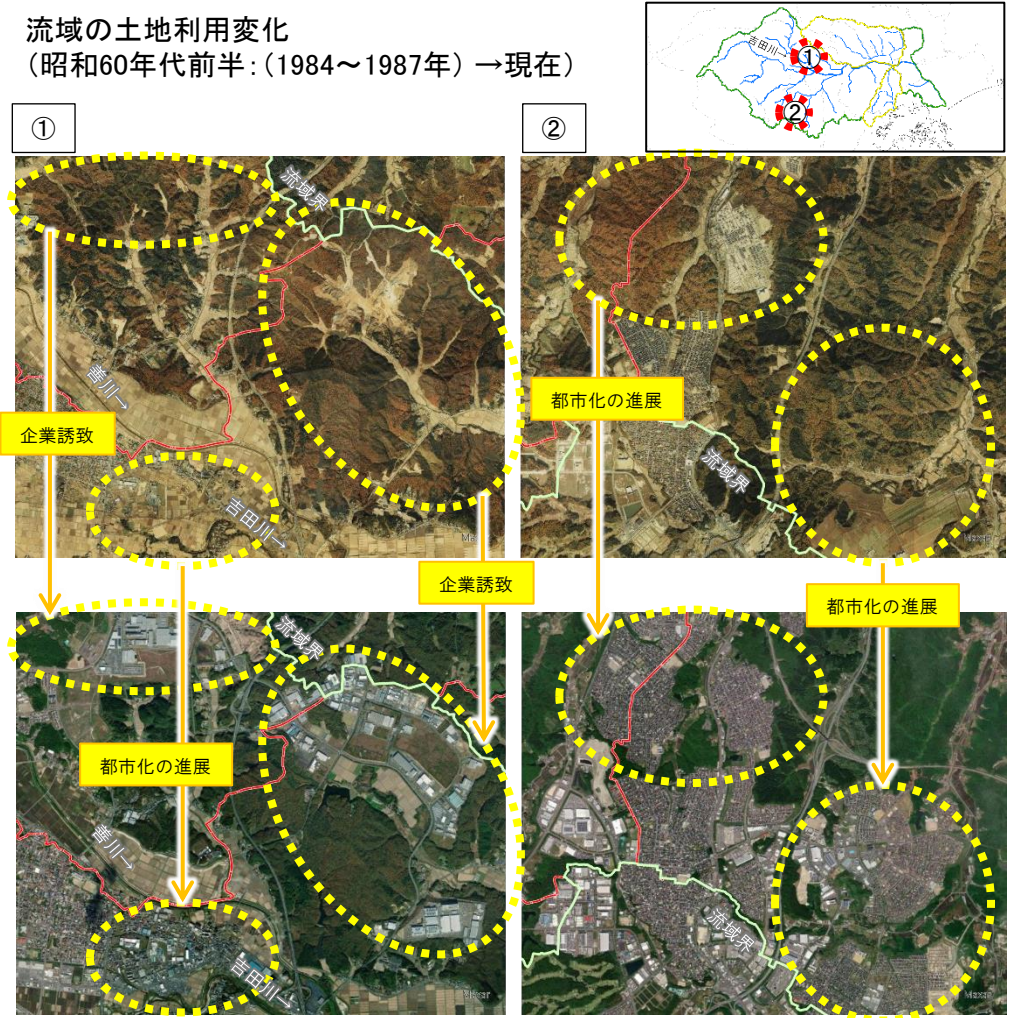 流域の土地利用変化
(昭和60年代前半:(1984～1987年) →現在)
吉田川
①
②
①
②
流域界
善川→
企業誘致
吉田川→
Maxar
都市化の進展
流域界
Maxar
企業誘致
都市化の進展
流域界
都市化の進展
善川→
吉田川→
Maxar
流域界
Maxar